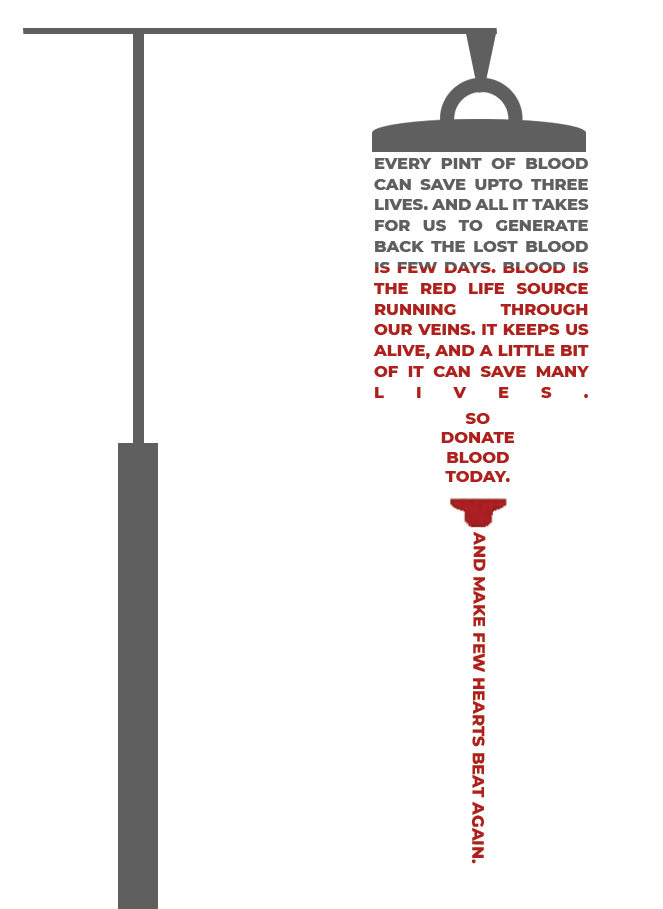 EVERY PINT OF BLOOD
CAN SAVE UPTO THREE
LIVES. AND ALL IT TAKES
FOR US TO GENERATE
BACK THE LOST BLOOD
IS FEW DAYS. BLOOD IS
THE RED LIFE SOURCE
RUNNING THROUGH
OUR VEINS. IT KEEPS US
ALIVE, AND A LITTLE BIT
OF IT CAN SAVE MANY
LIVES.
SO
DONATE
BLOOD
TODAY.
AND MAKE FEW HEARTS BEAT AGAIN.